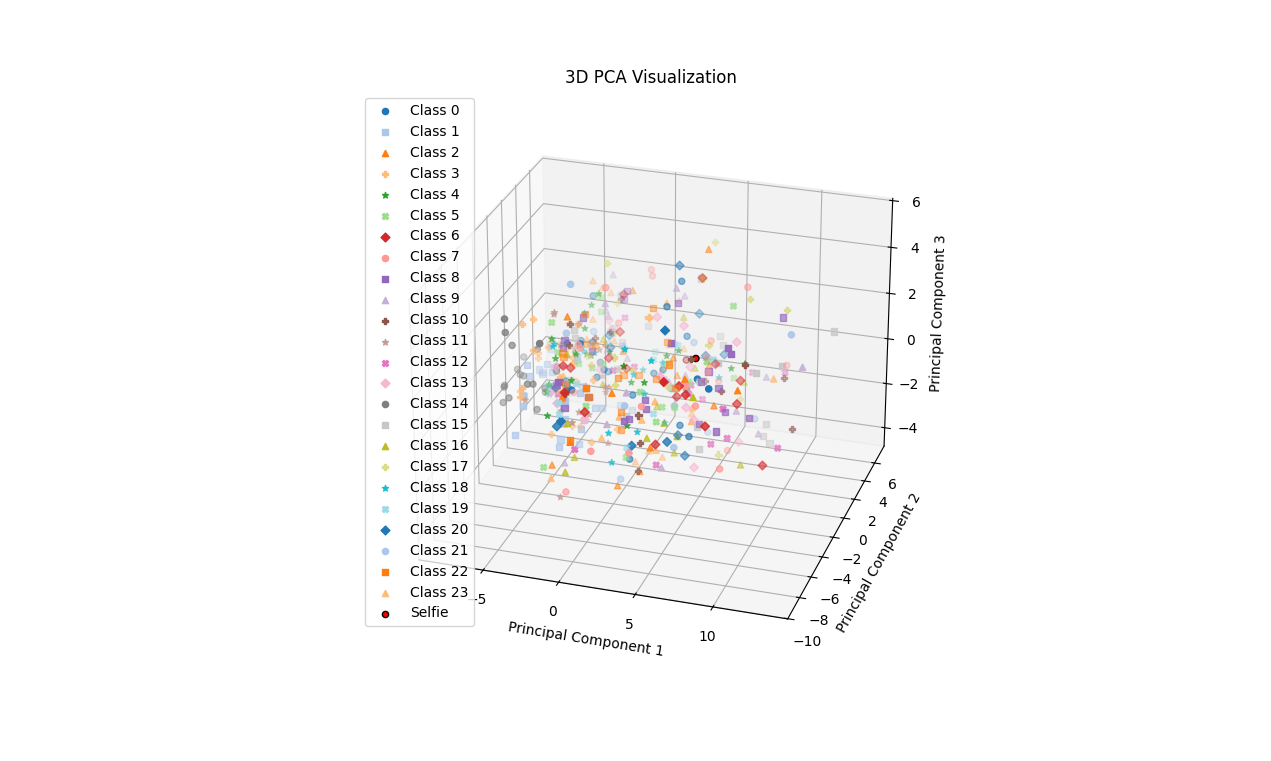 3D PCA Visualization
Class 0
Class 1
Class 2
Class 3
Class 4
Class 5
Class 6
Class 7
Class 8
Class 9
Class 10
Class 11
Class 12
Class 13
Class 14
Class 15
Class 16
Class 17
Class 18
Class 19
Class 20
Class 21
Class 22
Class 23
Selfie
6
4
2
0
−2
−4
Principal Component 3
6
4
2
0
−2
−4
−6
−8
−10
Principal Component 2
-5
0
5
10
Principal Component 1